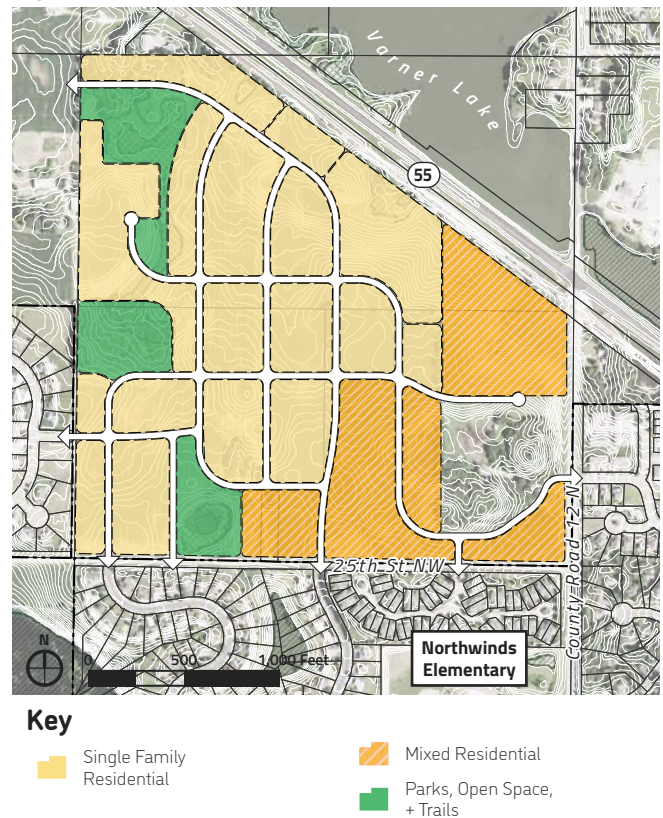 Varner Lake
55
25th St NW
County Road 12 N
N
0 500 1,000 Feet
Northwinds
Elementary
Key
Single Family
Residential
Mixed Residential
Parks, Open Space,
+ Trails